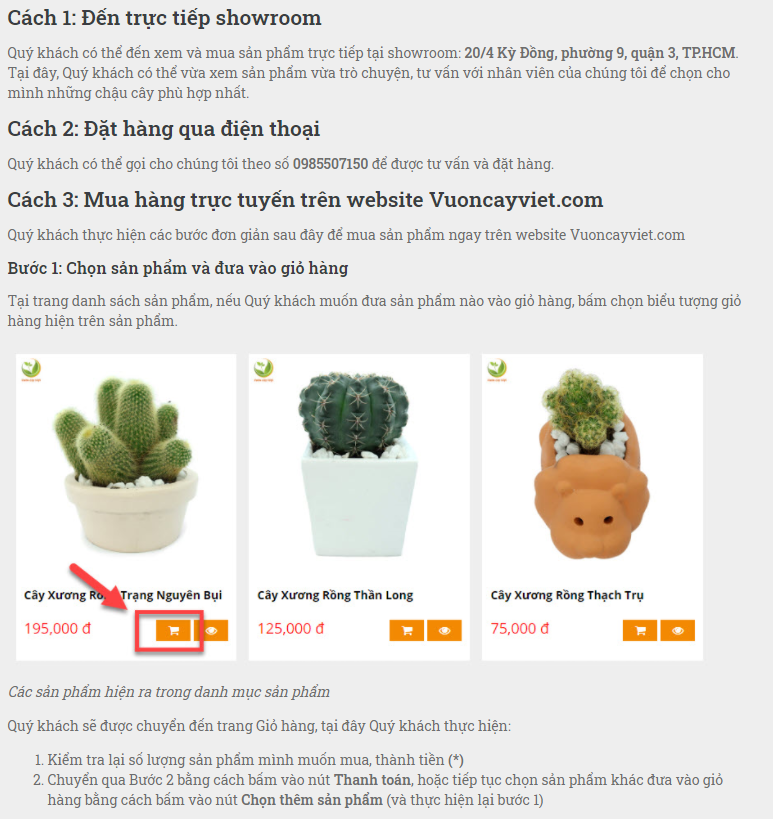 Cách 1: Đến trực tiếp showroom
Quý khách có thể đến xem và mua sản phẩm trực tiếp tại showroom: 20/4 Kỳ Đồng, phường 9, quận 3, TP.HCM.
Tại đây, Quý khách có thể vừa xem sản phẩm vừa trò chuyện, tư vấn với nhân viên của chúng tôi để chọn cho
mình những chậu cây phù hợp nhất.
Cách 2: Đặt hàng qua điện thoại
Quý khách có thể gọi cho chúng tôi theo số 0985507150 để được tư vấn và đặt hàng.
Cách 3: Mua hàng trực tuyến trên website Vuoncayviet.com
Quý khách thực hiện các bước đơn giản sau đây để mua sản phẩm ngay trên website Vuoncayviet.com
Bước 1: Chọn sản phẩm và đưa vào giỏ hàng
Tại trang danh sách sản phẩm, nếu Quý khách muốn đưa sản phẩm nào vào giỏ hàng, bấm chọn biểu tượng giỏ
hàng hiện trên sản phẩm.
Cây Xương Trạng Nguyên Bụi
195,000 đ
Cây Xương Rồng Thần Long
125,000 đ
Cây Xương Rồng Thạch Trụ
75,000 đ
Các sản phẩm hiện ra trong danh mục sản phẩm
Quý khách sẽ được chuyển đến trang Giỏ hàng, tại đây Quý khách thực hiện:
1. Kiểm tra lại số lượng sản phẩm mình muốn mua, thành tiền (*)
2. Chuyển qua Bước 2 bằng cách bấm vào nút Thanh toán, hoặc tiếp tục chọn sản phẩm khác đưa vào giỏ
hàng bằng cách bấm vào nút Chọn thêm sản phẩm (và thực hiện lại bước 1)